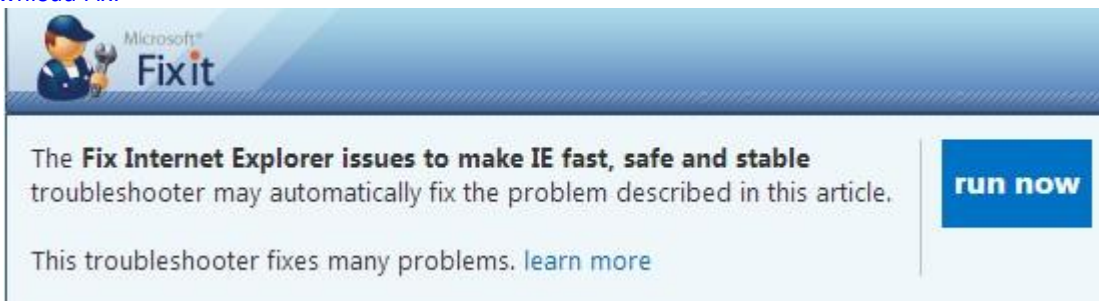 Microsoft®
Fix it
The Fix Internet Explorer issues to make IE fast, safe and stable
troubleshooter may automatically fix the problem described in this article.
run now
This troubleshooter fixes many problems. learn more